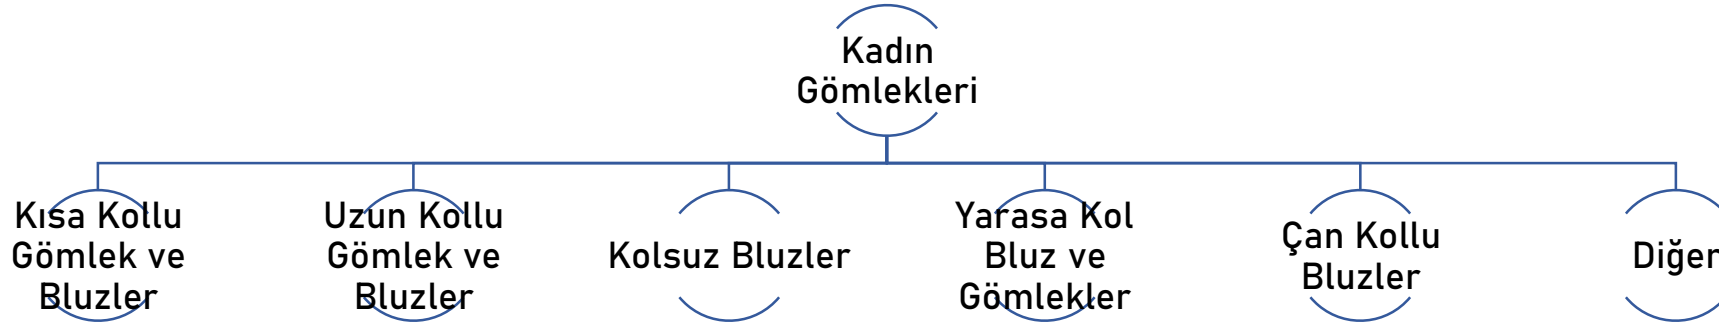 Kadın
Gömlekleri
Kısa Kollu
Gömlek ve
Bluzler
Uzun Kollu
Gömlek ve
Bluzler
Kolsuz Bluzler
Yarasa Kol
Bluz ve
Gömlekler
Çan Kollu
Bluzler
Diğer